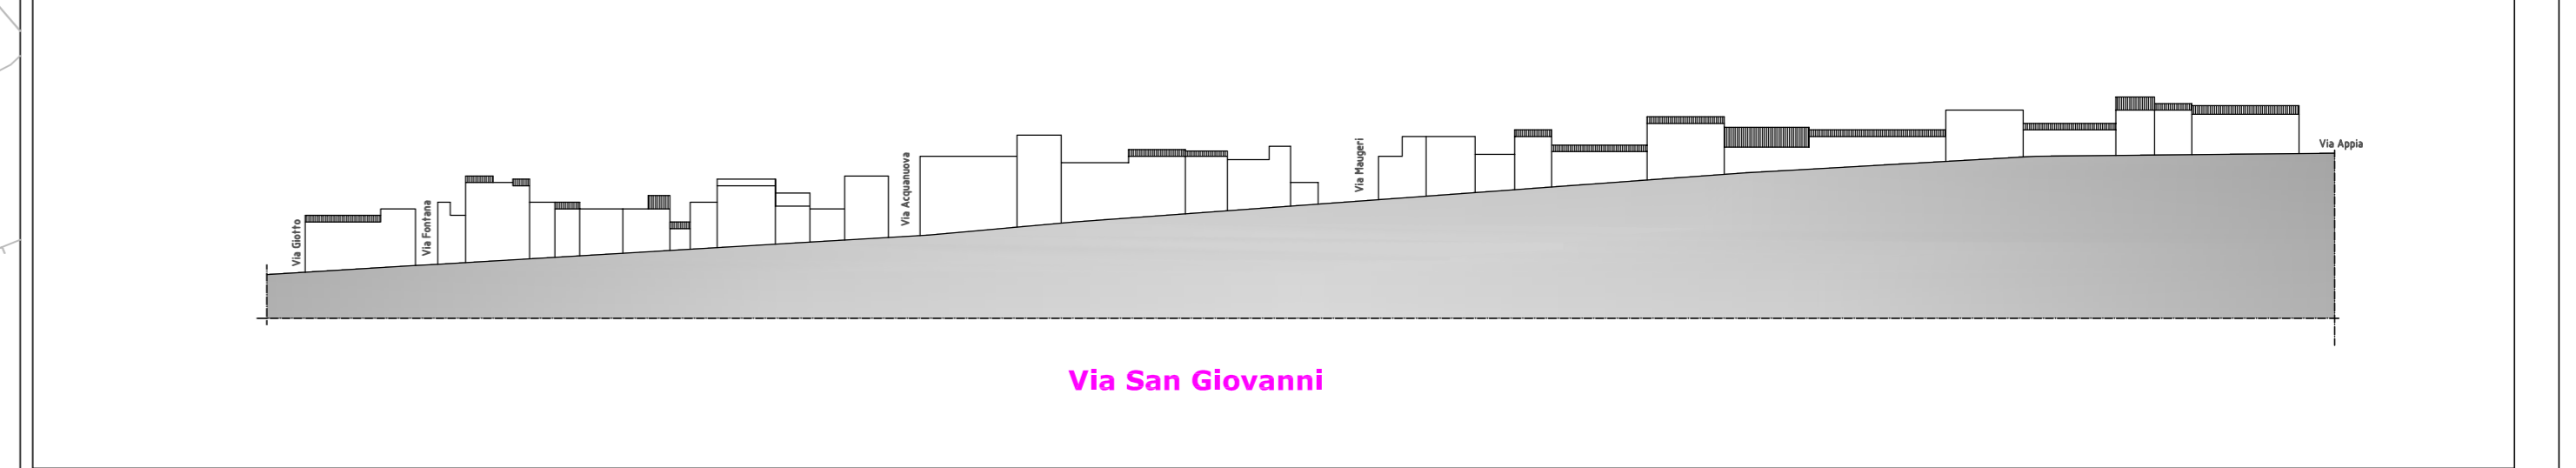 Via Giotto
Via Fontana
Via Acquanuova
Via Maugeri
Via Appia
Via San Giovanni